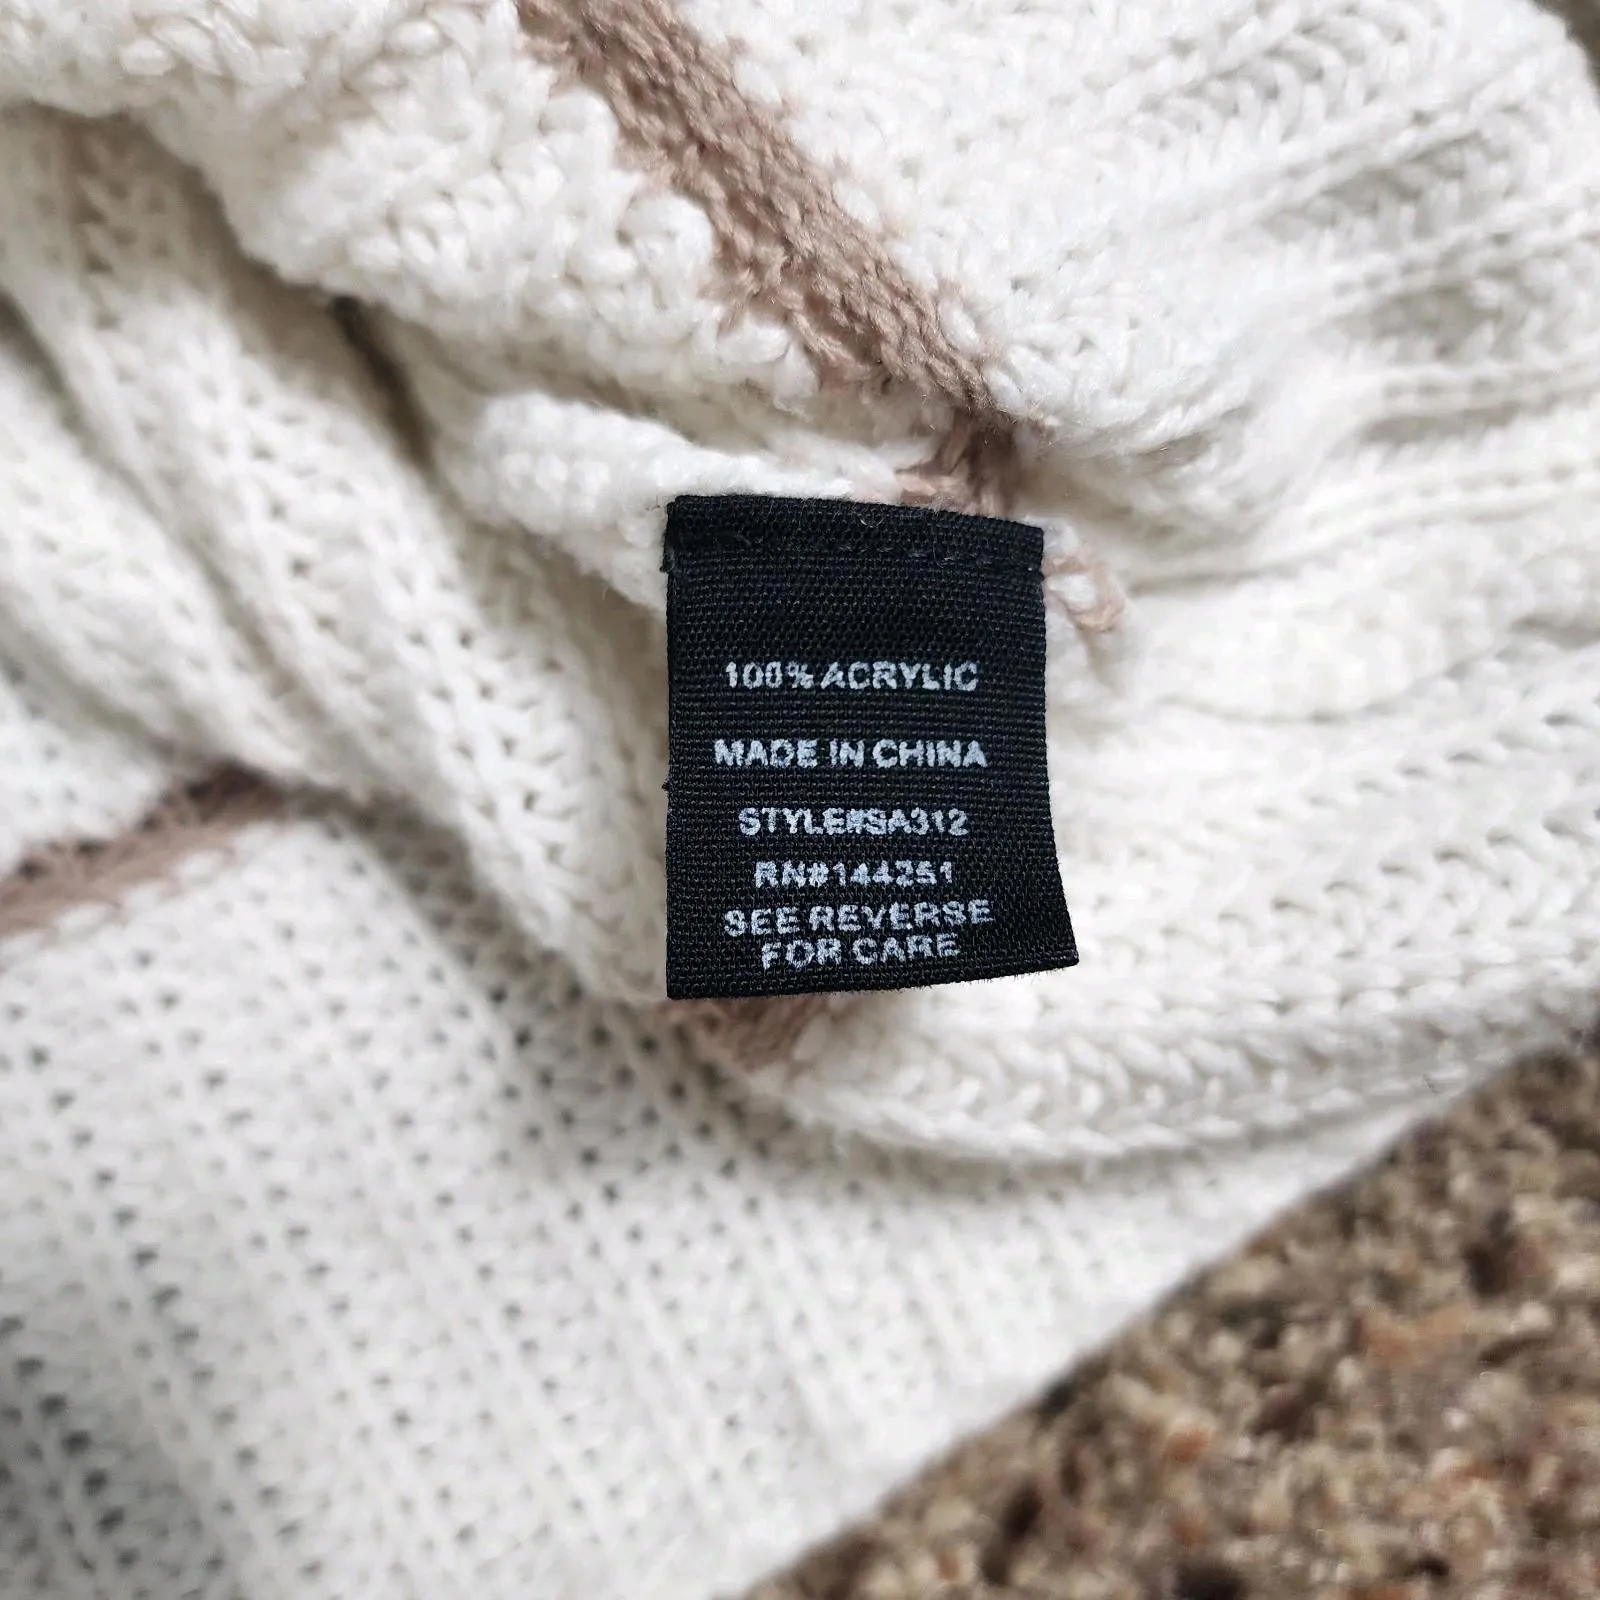 100% ACRYLIC
MADE IN CHINA
STYLE#SA312
RN#144251
SEE REVERSE
FOR CARE